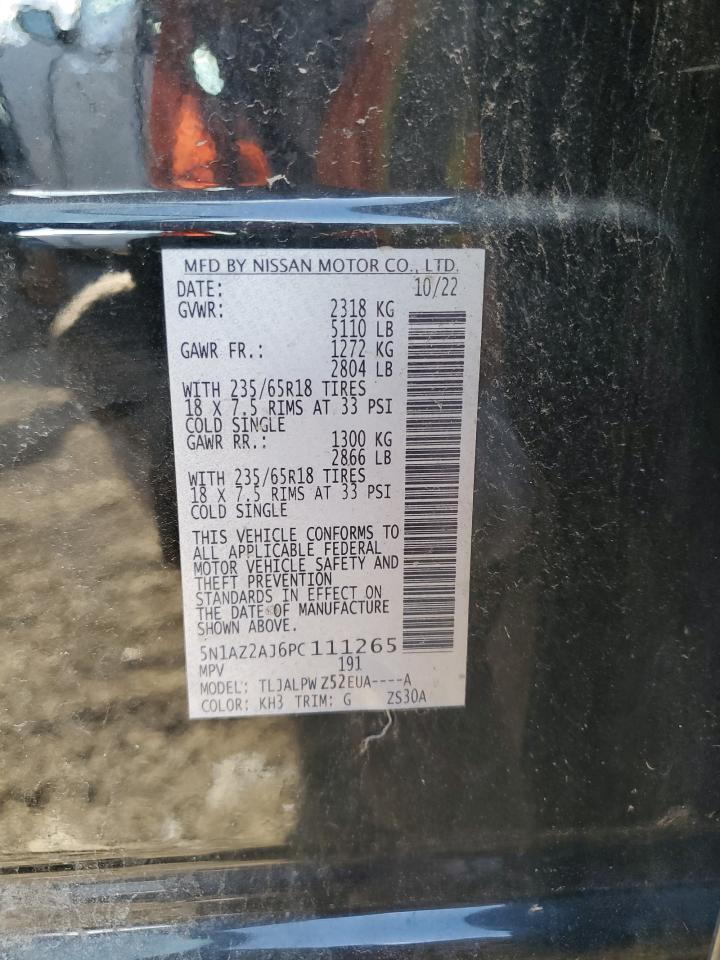 MFD BY NISSAN MOTOR CO., LTD.
DATE: 10/22
GVWR: 2318 KG
5110 LB
GAWR FR.: 1272 KG
2804 LB
WITH 235/65R18 TIRES
18 X 7.5 RIMS AT 33 PSI
COLD SINGLE
GAWR RR.: 1300 KG
2866 LB
WITH 235/65R18 TIRES
18 X 7.5 RIMS AT 33 PSI
COLD SINGLE
THIS VEHICLE CONFORMS TO
ALL APPLICABLE FEDERAL
MOTOR VEHICLE SAFETY AND
THEFT PREVENTION
STANDARDS IN EFFECT ON
THE DATE OF MANUFACTURE
SHOWN ABOVE.
5N1AZ2AJ6PC111265
MPV 191
MODEL: TLJALPWZ52EUA----A
COLOR: KH3 TRIM: G ZS30A